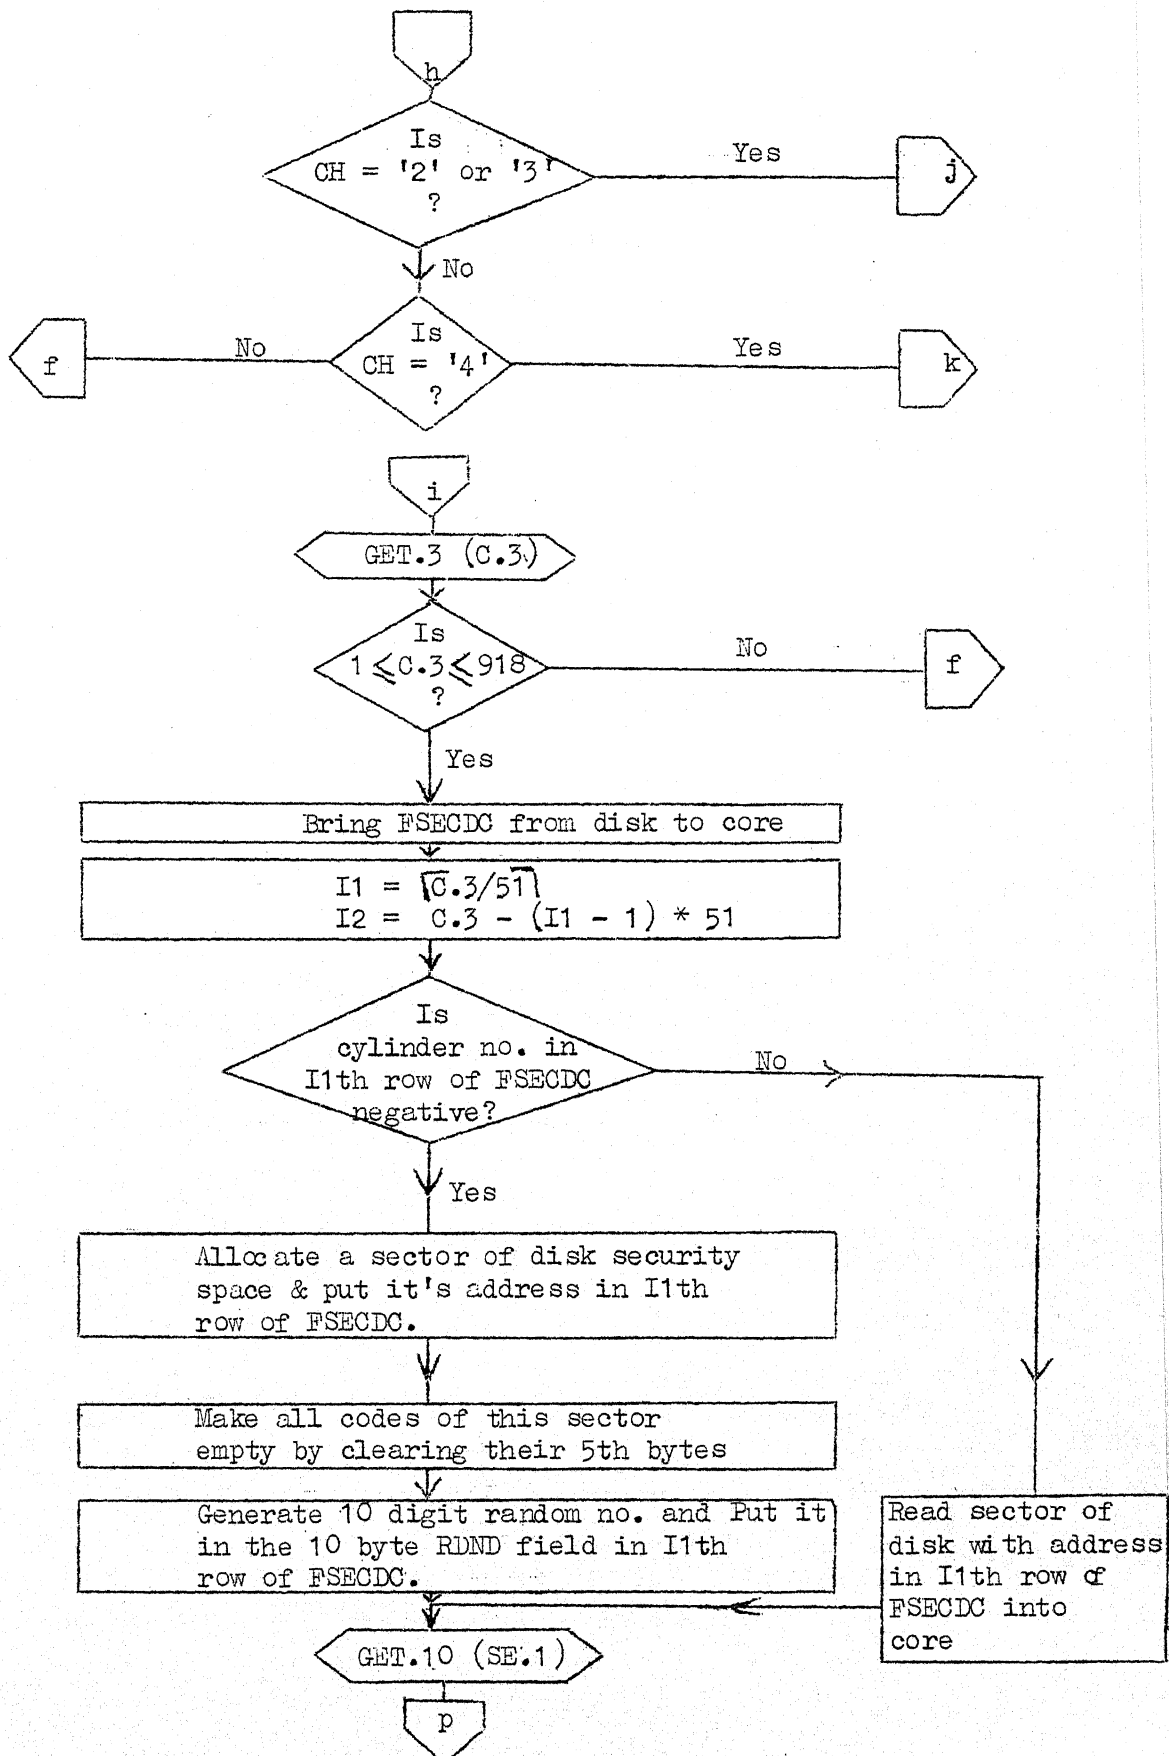 h
Is
CH = '2' or '3'
?
Yes
j
No
f
No
Is
CH = '4'
?
Yes
k
i
GET.3 (C.3)
Is
1 ≤ C.3 ≤ 918
?
No
f
Yes
Bring FSECDC from disk to core
I1 = ⌈C.3/51⌉
I2 = C.3 - (I1 - 1) * 51
Is
cylinder no. in
I1th row of FSECDC
negative?
No
Yes
Allocate a sector of disk security
space & put it's address in I1th
row of FSECDC.
Make all codes of this sector
empty by clearing their 5th bytes
Generate 10 digit random no. and Put it
in the 10 byte RDND field in I1th
row of FSECDC.
Read sector of
disk with address
in I1th row of
FSECDC into
core
GET.10 (SE.1)
p